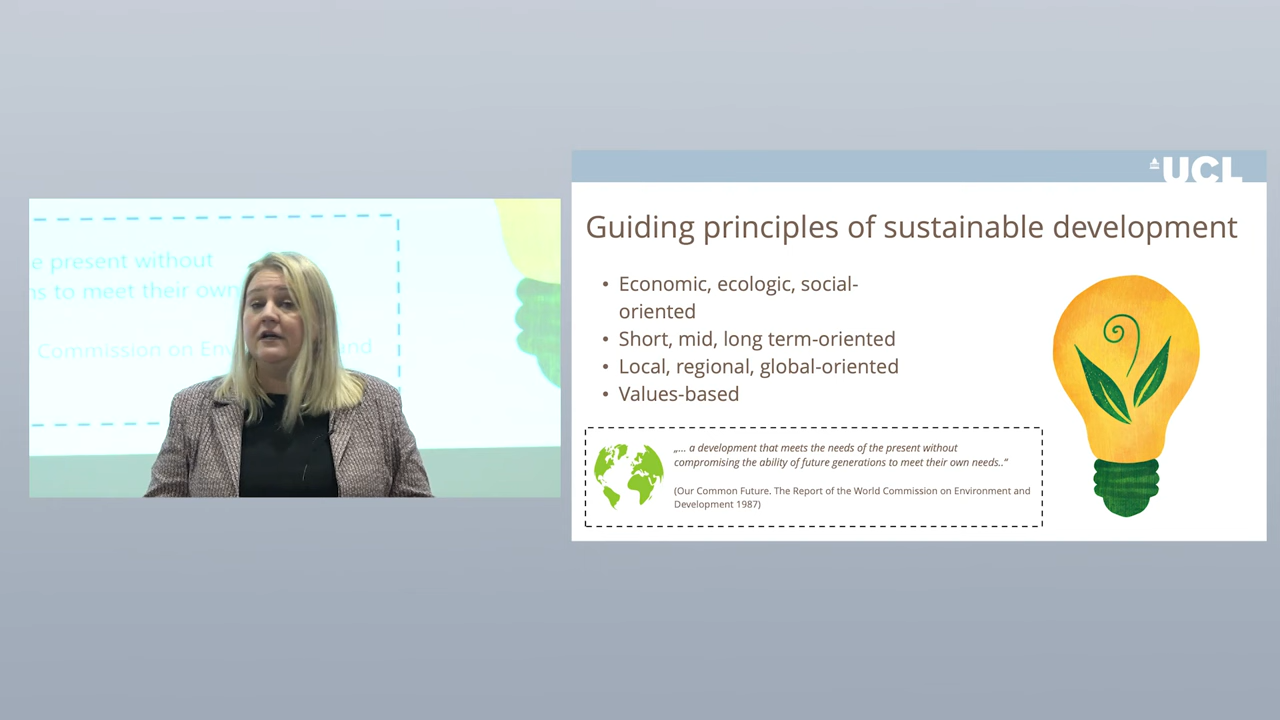 e present without
ns to meet their own
Commission on Env
and
UCL
Guiding principles of sustainable development
• Economic, ecologic, social-
oriented
• Short, mid, long term-oriented
• Local, regional, global-oriented
• Values-based
„... a development that meets the needs of the present without
compromising the ability of future generations to meet their own needs..“
(Our Common Future. The Report of the World Commission on Environment and
Development 1987)